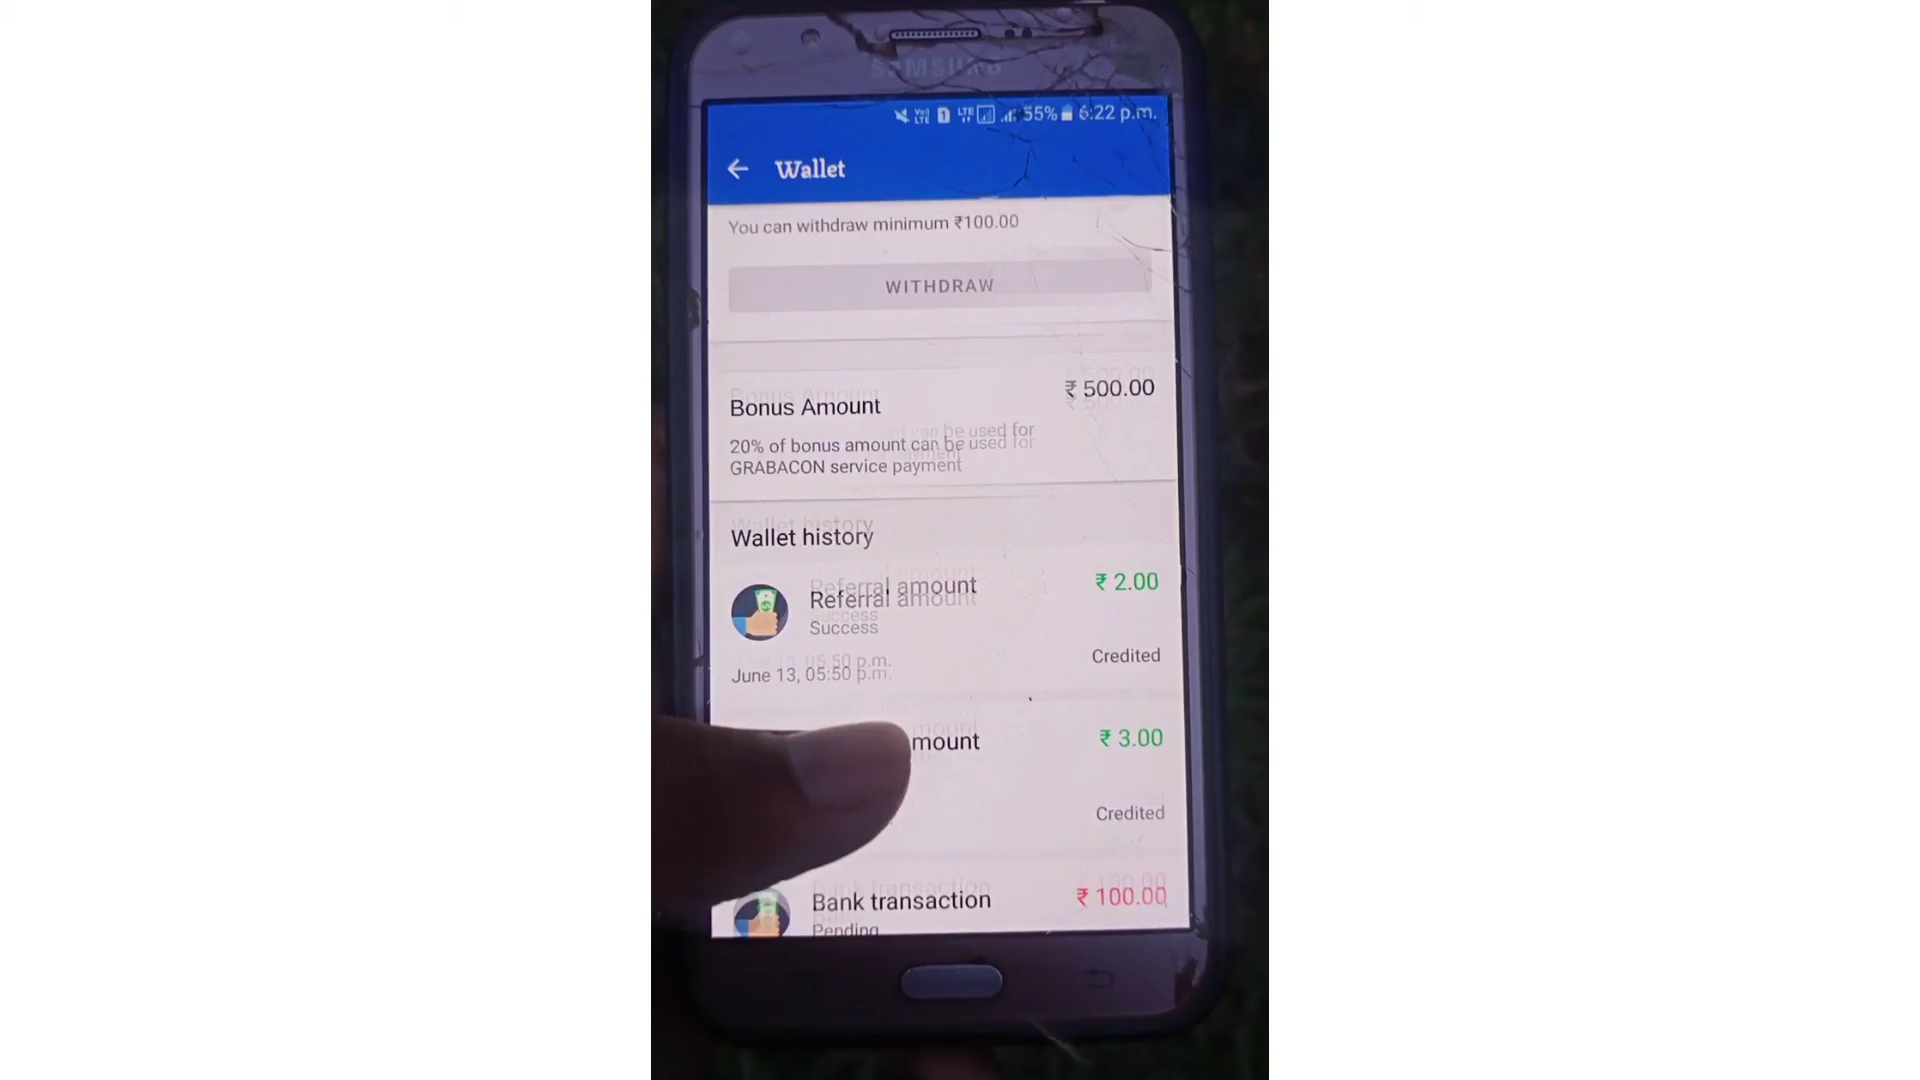 SAMSUNG
55% 6:22 p.m.
Wallet
You can withdraw minimum ₹100.00
WITHDRAW
Bonus Amount
₹ 500.00
20% of bonus amount can be used for
GRABACON service payment
Wallet history
Referral amount
₹ 2.00
Success
June 13, 05:50 p.m.
Credited
mount
₹ 3.00
Credited
Bank transaction
₹ 100.00
Pending